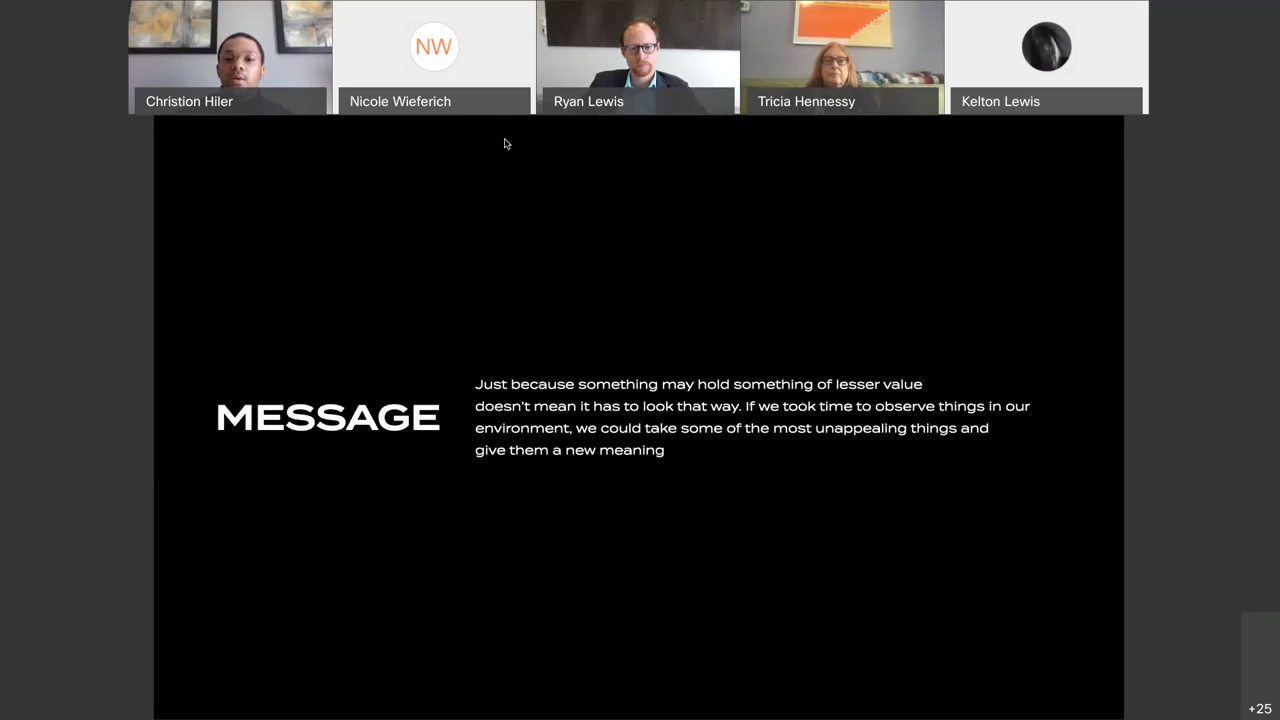 NW
Christion Hiler
Nicole Wieferich
Ryan Lewis
Tricia Hennessy
Kelton Lewis
MESSAGE
Just because something may hold something of lesser value
doesn’t mean it has to look that way. If we took time to observe things in our
environment, we could take some of the most unappealing things and
give them a new meaning
+25